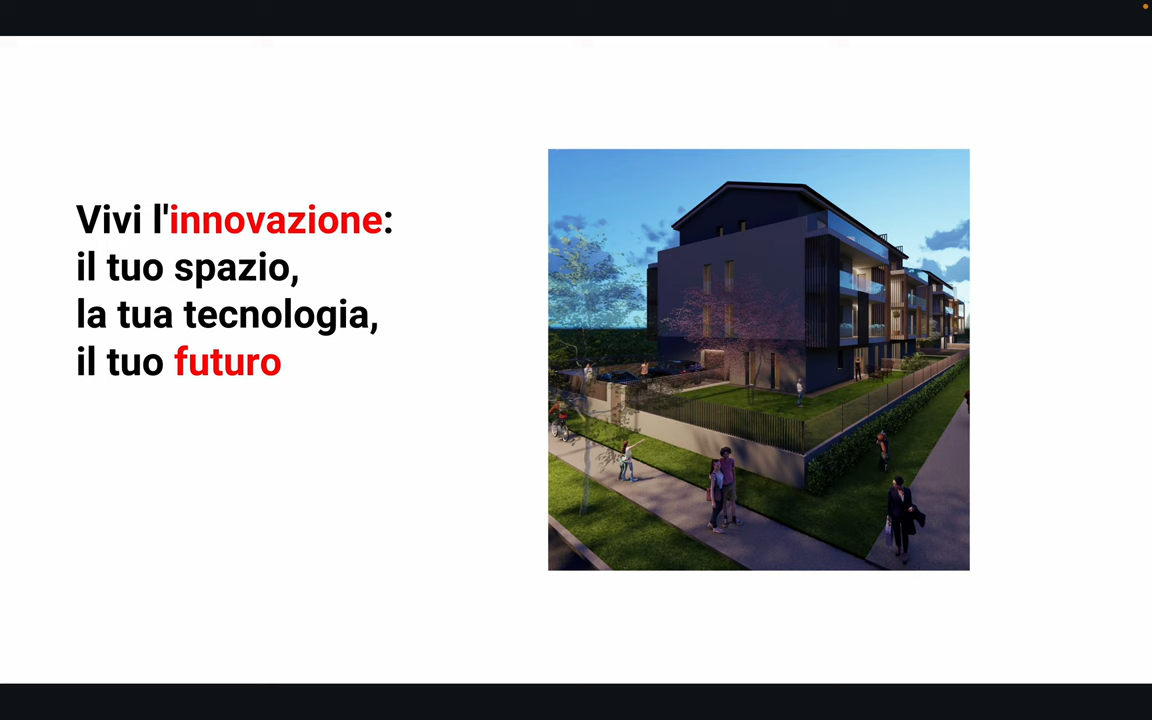 Vivi l'innovazione:
il tuo spazio,
la tua tecnologia,
il tuo futuro